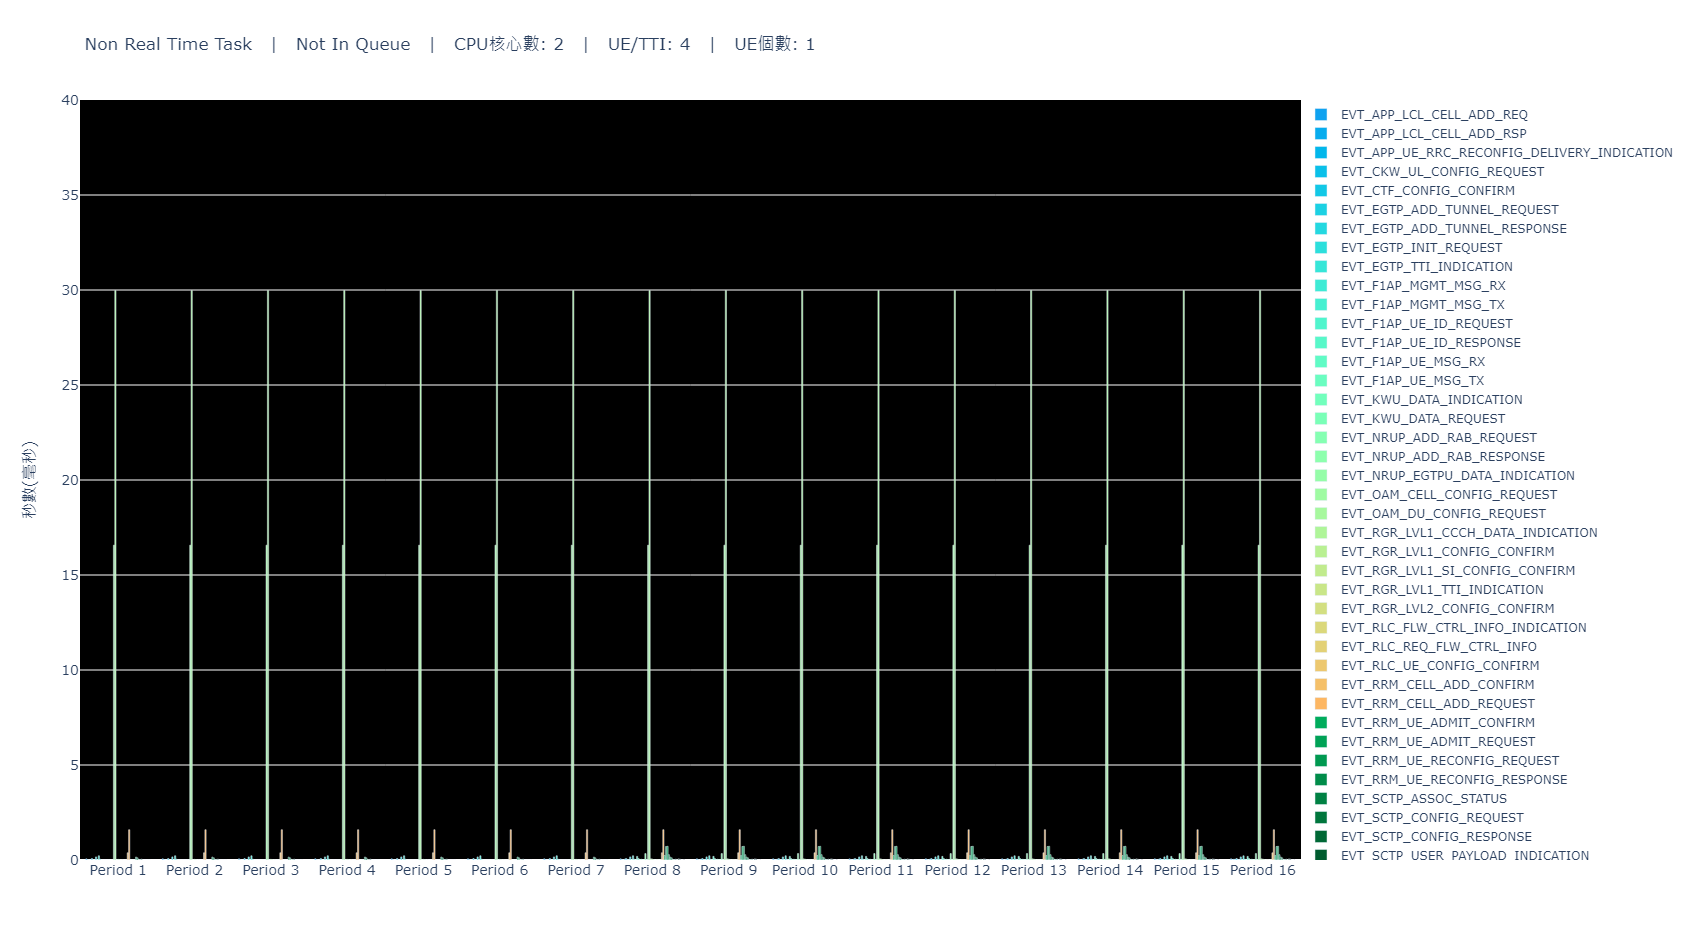 Non Real Time Task | Not In Queue | CPU核心數: 2 | UE/TTI: 4 | UE個數: 1
40
35
30
25
20
15
10
5
0
秒數(毫秒)
Period 1
Period 2
Period 3
Period 4
Period 5
Period 6
Period 7
Period 8
Period 9
Period 10
Period 11
Period 12
Period 13
Period 14
Period 15
Period 16
EVT_APP_LCL_CELL_ADD_REQ
EVT_APP_LCL_CELL_ADD_RSP
EVT_APP_UE_RRC_RECONFIG_DELIVERY_INDICATION
EVT_CKW_UL_CONFIG_REQUEST
EVT_CTF_CONFIG_CONFIRM
EVT_EGTP_ADD_TUNNEL_REQUEST
EVT_EGTP_ADD_TUNNEL_RESPONSE
EVT_EGTP_INIT_REQUEST
EVT_EGTP_TTI_INDICATION
EVT_F1AP_MGMT_MSG_RX
EVT_F1AP_MGMT_MSG_TX
EVT_F1AP_UE_ID_REQUEST
EVT_F1AP_UE_ID_RESPONSE
EVT_F1AP_UE_MSG_RX
EVT_F1AP_UE_MSG_TX
EVT_KWU_DATA_INDICATION
EVT_KWU_DATA_REQUEST
EVT_NRUP_ADD_RAB_REQUEST
EVT_NRUP_ADD_RAB_RESPONSE
EVT_NRUP_EGTPU_DATA_INDICATION
EVT_OAM_CELL_CONFIG_REQUEST
EVT_OAM_DU_CONFIG_REQUEST
EVT_RGR_LVL1_CCCH_DATA_INDICATION
EVT_RGR_LVL1_CONFIG_CONFIRM
EVT_RGR_LVL1_SI_CONFIG_CONFIRM
EVT_RGR_LVL1_TTI_INDICATION
EVT_RGR_LVL2_CONFIG_CONFIRM
EVT_RLC_FLW_CTRL_INFO_INDICATION
EVT_RLC_REQ_FLW_CTRL_INFO
EVT_RLC_UE_CONFIG_CONFIRM
EVT_RRM_CELL_ADD_CONFIRM
EVT_RRM_CELL_ADD_REQUEST
EVT_RRM_UE_ADMIT_CONFIRM
EVT_RRM_UE_ADMIT_REQUEST
EVT_RRM_UE_RECONFIG_REQUEST
EVT_RRM_UE_RECONFIG_RESPONSE
EVT_SCTP_ASSOC_STATUS
EVT_SCTP_CONFIG_REQUEST
EVT_SCTP_CONFIG_RESPONSE
EVT_SCTP_USER_PAYLOAD_INDICATION